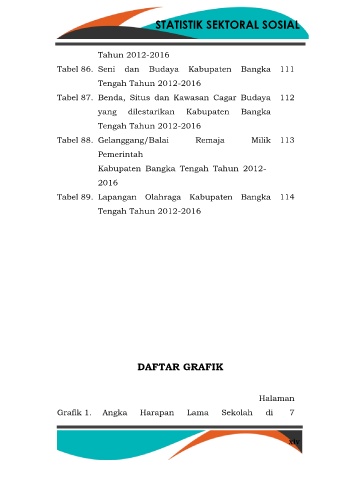 STATISTIK SEKTORAL SOSIAL
Tahun 2012-2016
Tabel 86. Seni dan Budaya Kabupaten Bangka 111
Tengah Tahun 2012-2016
Tabel 87. Benda, Situs dan Kawasan Cagar Budaya 112
yang dilestarikan Kabupaten Bangka
Tengah Tahun 2012-2016
Tabel 88. Gelanggang/Balai Remaja Milik 113
Pemerintah
Kabupaten Bangka Tengah Tahun 2012-
2016
Tabel 89. Lapangan Olahraga Kabupaten Bangka 114
Tengah Tahun 2012-2016
DAFTAR GRAFIK
Halaman
Grafik 1. Angka Harapan Lama Sekolah di 7